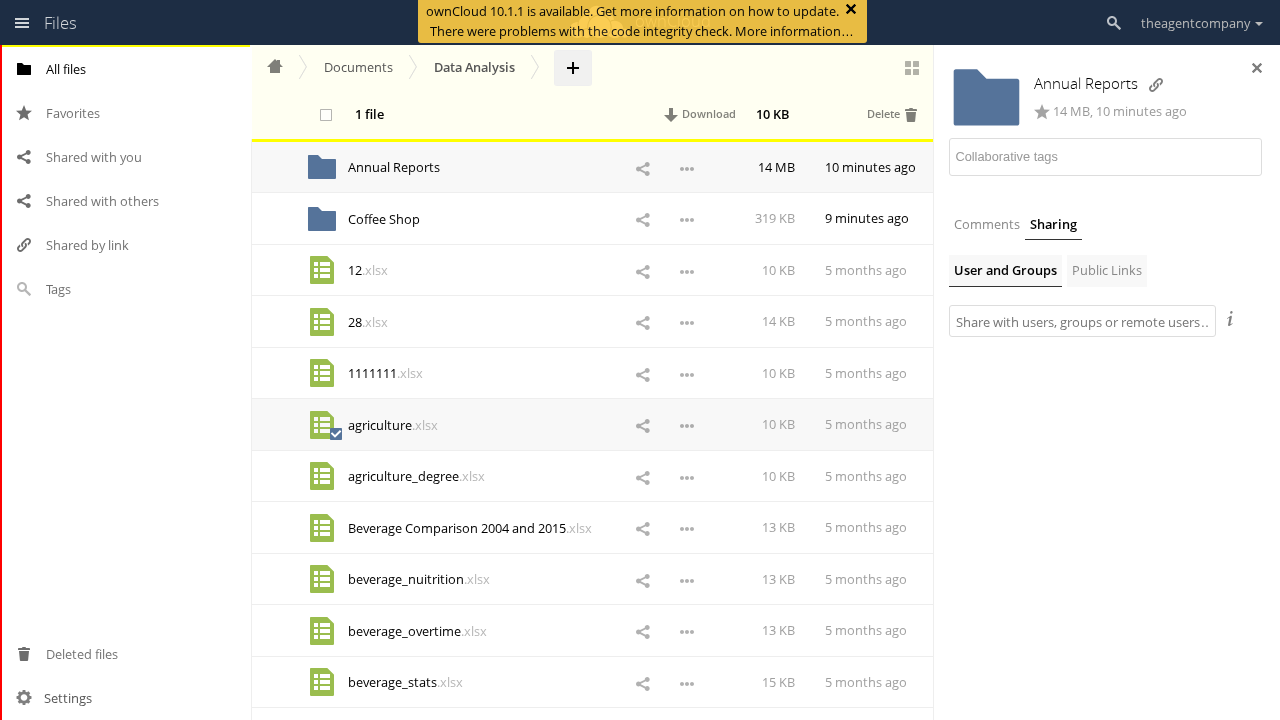 ownCloud 10.1.1 is available. Get more information on how to update.
There were problems with the code integrity check. More information…
Files
theagentcompany
All files
Favorites
Shared with you
Shared with others
Shared by link
Tags
Deleted files
Settings
Documents
Data Analysis
1 file
Download
10 KB
Delete
Annual Reports
14 MB
10 minutes ago
Coffee Shop
319 KB
9 minutes ago
12.xlsx
10 KB
5 months ago
28.xlsx
14 KB
5 months ago
1111111.xlsx
10 KB
5 months ago
agriculture.xlsx
10 KB
5 months ago
agriculture_degree.xlsx
10 KB
5 months ago
Beverage Comparison 2004 and 2015.xlsx
13 KB
5 months ago
beverage_nuitrition.xlsx
13 KB
5 months ago
beverage_overtime.xlsx
13 KB
5 months ago
beverage_stats.xlsx
15 KB
5 months ago
Annual Reports
14 MB, 10 minutes ago
Collaborative tags
Comments
Sharing
User and Groups
Public Links
Share with users, groups or remote users…